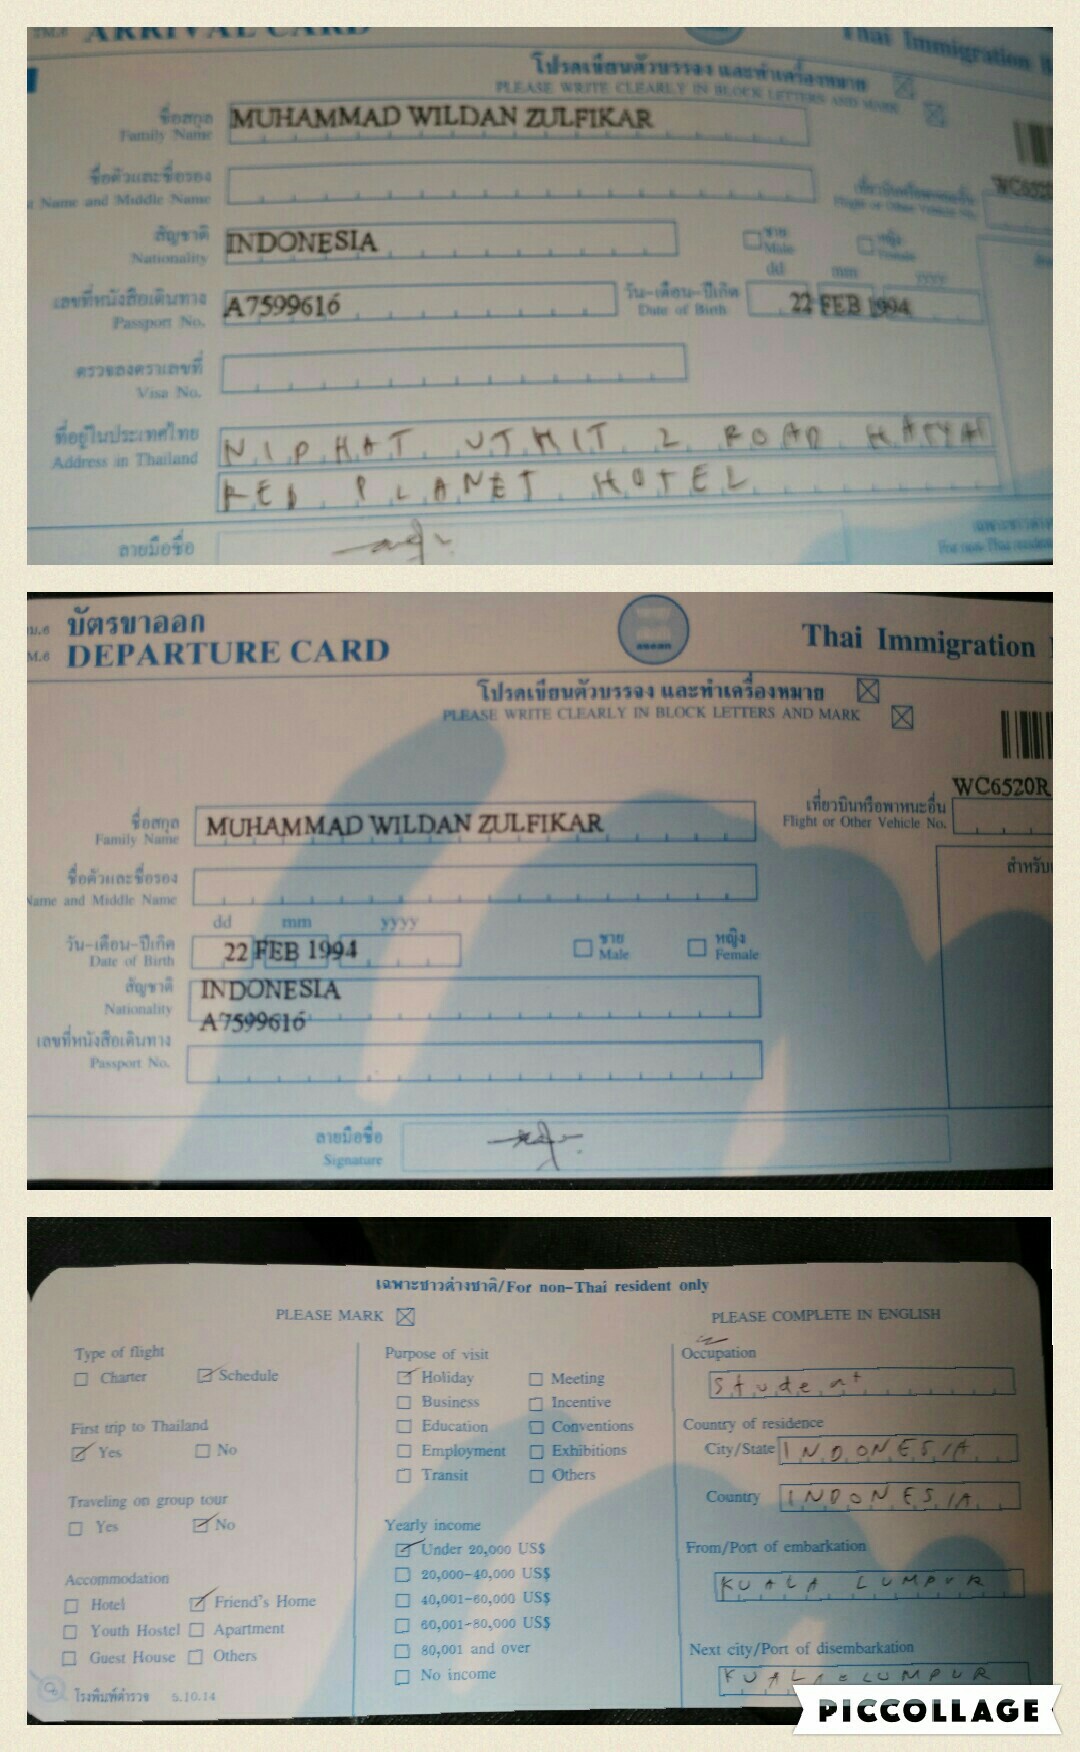 ARRIVAL CARD
Thai Immigration
โปรดเขียนตัวบรรจง และทำเครื่องหมาย
PLEASE WRITE CLEARLY IN BLOCK LETTERS AND MARK
ชื่อสกุล
Family Name
MUHAMMAD WILDAN ZULFIKAR
ชื่อตัวและชื่อรอง
Name and Middle Name
เที่ยวบินหรือพาหนะอื่น
Flight or Other Vehicle No.
WC6520
สัญชาติ
Nationality
INDONESIA
ชาย
Male
หญิง
Female
เลขที่หนังสือเดินทาง
Passport No.
A7599616
วัน-เดือน-ปีเกิด
Date of Birth
dd mm yyyy
22 FEB 1994
ตรวจลงตราเลขที่
Visa No.
ที่อยู่ในประเทศไทย
Address in Thailand
NIPHAT UTHIT 2 ROAD HATYAI
RED PLANET HOTEL
ลายมือชื่อ
บัตรขาออก
DEPARTURE CARD
asean
Thai Immigration
โปรดเขียนตัวบรรจง และทำเครื่องหมาย
PLEASE WRITE CLEARLY IN BLOCK LETTERS AND MARK
ชื่อสกุล
Family Name
MUHAMMAD WILDAN ZULFIKAR
เที่ยวบินหรือพาหนะอื่น
Flight or Other Vehicle No.
WC6520R
ชื่อตัวและชื่อรอง
Name and Middle Name
dd mm yyyy
วัน-เดือน-ปีเกิด
Date of Birth
22 FEB 1994
ชาย
Male
หญิง
Female
สัญชาติ
Nationality
INDONESIA
A7599616
เลขที่หนังสือเดินทาง
Passport No.
ลายมือชื่อ
Signature
เฉพาะชาวต่างชาติ/For non-Thai resident only
PLEASE MARK
PLEASE COMPLETE IN ENGLISH
Type of flight
Charter
Schedule
First trip to Thailand
Yes
No
Traveling on group tour
Yes
No
Accommodation
Hotel
Friend's Home
Youth Hostel
Apartment
Guest House
Others
โรงพิมพ์ตำรวจ 5.10.14
Purpose of visit
Holiday
Meeting
Business
Incentive
Education
Conventions
Employment
Exhibitions
Transit
Others
Yearly income
Under 20,000 US$
20,000-40,000 US$
40,001-60,000 US$
60,001-80,000 US$
80,001 and over
No income
Occupation
Student
Country of residence
City/State
INDONESIA
Country
INDONESIA
From/Port of embarkation
KUALA LUMPUR
Next city/Port of disembarkation
KUALA LUMPUR
PICCOLLAGE